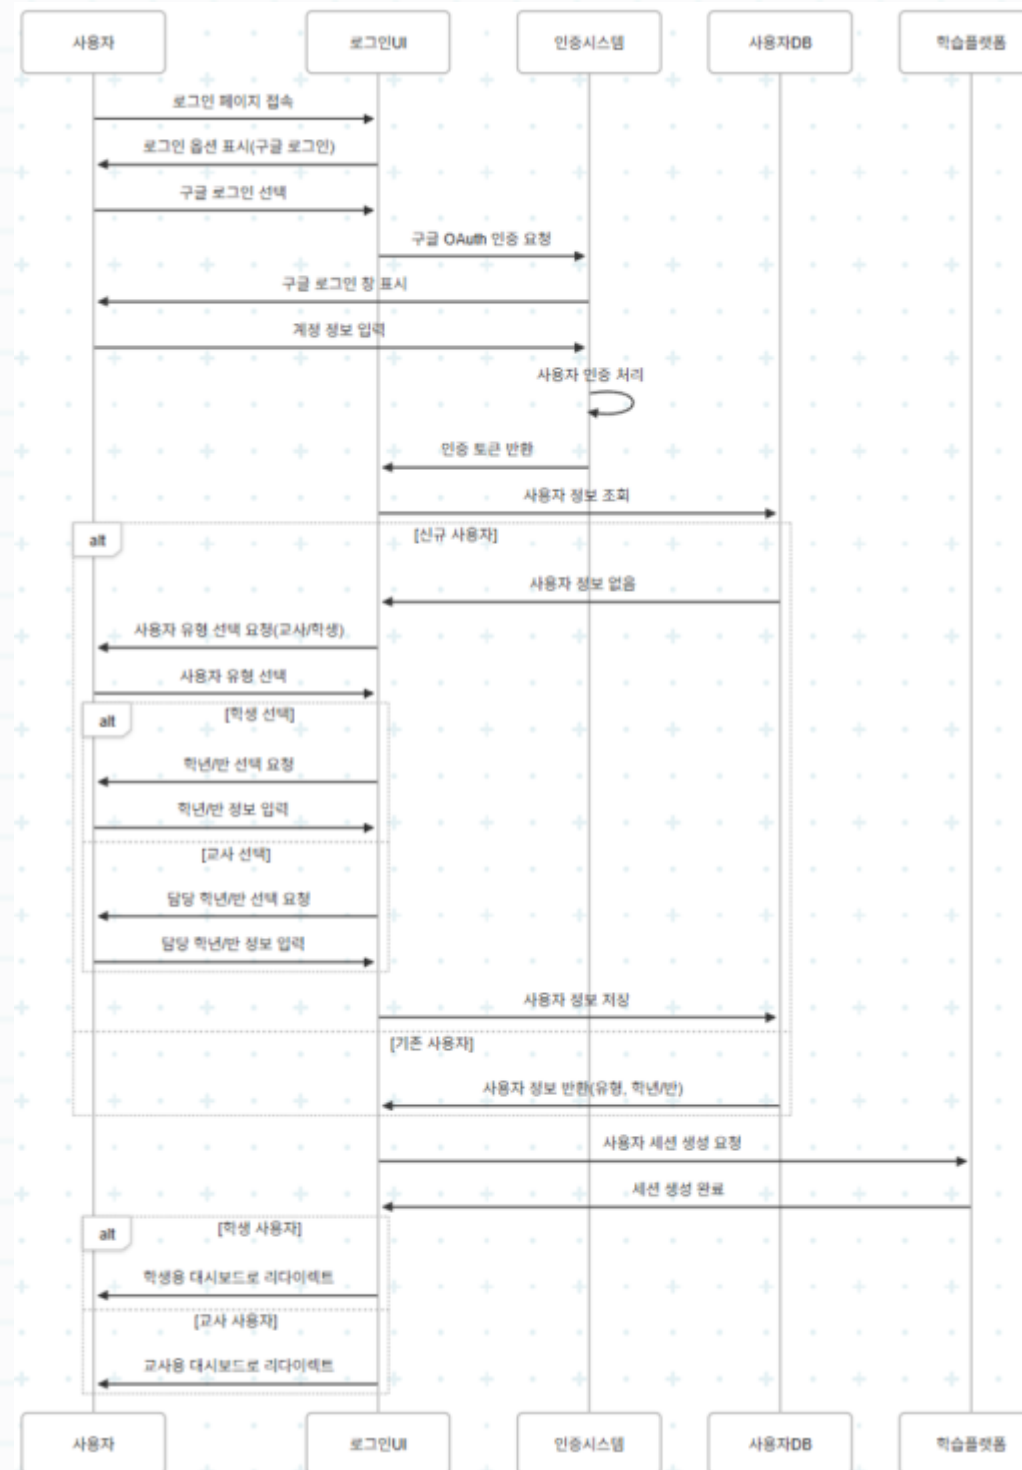 사용자 로그인UI 인증시스템 사용자DB 학습플랫폼
로그인 페이지 접속
로그인 옵션 표시(구글 로그인)
구글 로그인 선택
구글 OAuth 인증 요청
구글 로그인 창 표시
계정 정보 입력
사용자 인증 처리
인증 토큰 반환
사용자 정보 조회
alt [신규 사용자]
사용자 정보 없음
사용자 유형 선택 요청(교사/학생)
사용자 유형 선택
alt [학생 선택]
학년/반 선택 요청
학년/반 정보 입력
[교사 선택]
담당 학년/반 선택 요청
담당 학년/반 정보 입력
사용자 정보 저장
[기존 사용자]
사용자 정보 반환(유형, 학년/반)
사용자 세션 생성 요청
세션 생성 완료
alt [학생 사용자]
학생용 대시보드로 리다이렉트
[교사 사용자]
교사용 대시보드로 리다이렉트
사용자 로그인UI 인증시스템 사용자DB 학습플랫폼